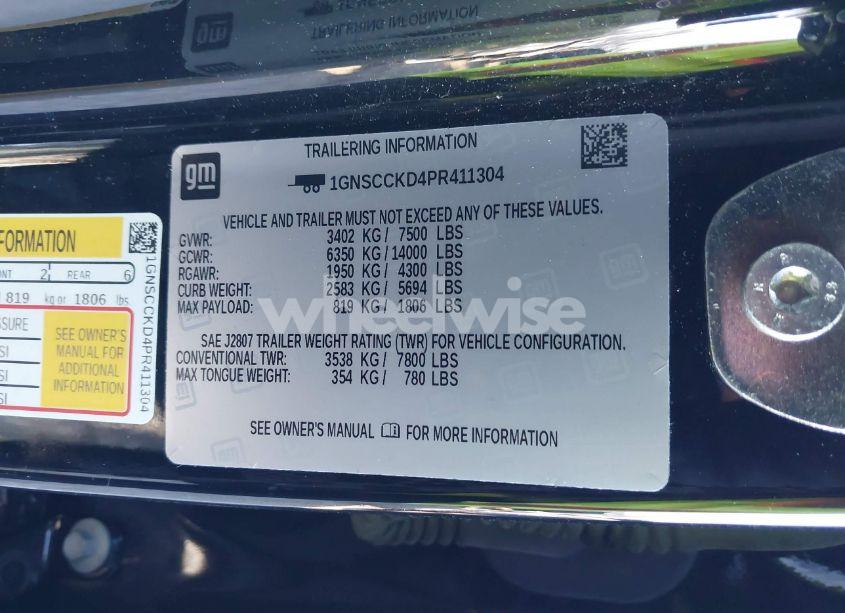 TRAILERING INFORMATION
gm
1GNSCCKD4PR411304
VEHICLE AND TRAILER MUST NOT EXCEED ANY OF THESE VALUES.
GVWR: 3402 KG / 7500 LBS
GCWR: 6350 KG / 14000 LBS
RGAWR: 1950 KG / 4300 LBS
CURB WEIGHT: 2583 KG / 5694 LBS
MAX PAYLOAD: 819 KG / 1806 LBS
SAE J2807 TRAILER WEIGHT RATING (TWR) FOR VEHICLE CONFIGURATION.
CONVENTIONAL TWR: 3538 KG / 7800 LBS
MAX TONGUE WEIGHT: 354 KG / 780 LBS
SEE OWNER'S MANUAL FOR MORE INFORMATION
wheelwise
FORMATION
2 REAR 6
819 kg or 1806 lbs.
SEE OWNER'S
MANUAL FOR
ADDITIONAL
INFORMATION
1GNSCCKD4PR411304
TRAILERING INFORMATION
gm